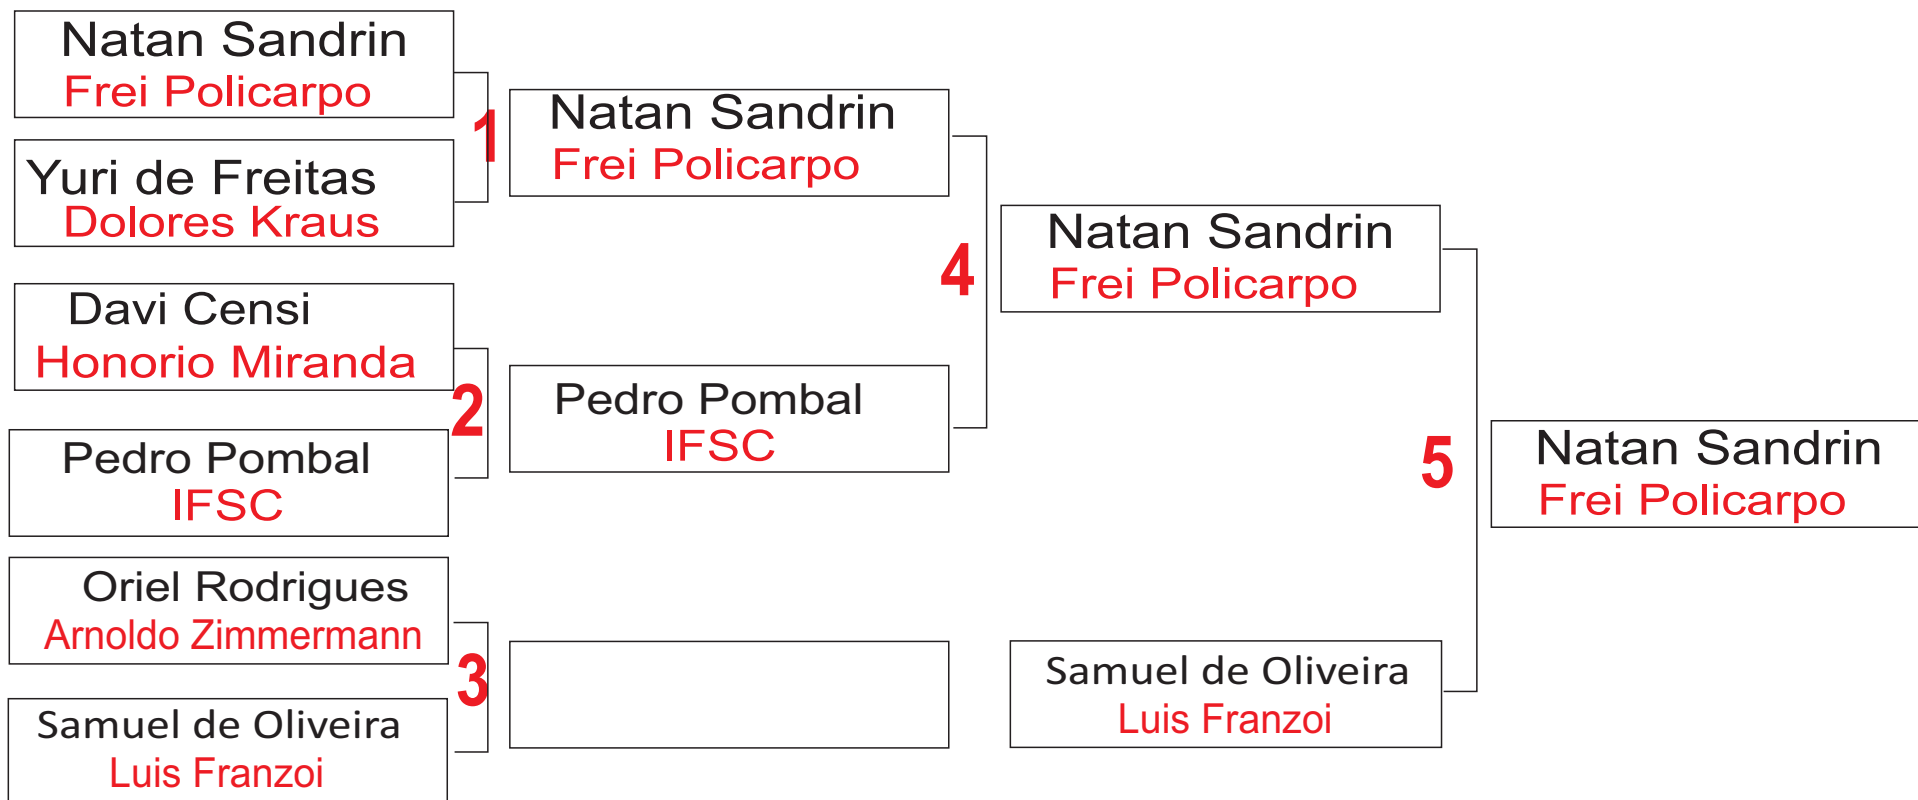 Natan Sandrin
Frei Policarpo
Yuri de Freitas
Dolores Kraus
1
Davi Censi
Honorio Miranda
Pedro Pombal
IFSC
2
Oriel Rodrigues
Arnoldo Zimmermann
Samuel de Oliveira
Luis Franzoi
3
Natan Sandrin
Frei Policarpo
Pedro Pombal
IFSC
4
Natan Sandrin
Frei Policarpo
Samuel de Oliveira
Luis Franzoi
5
Natan Sandrin
Frei Policarpo